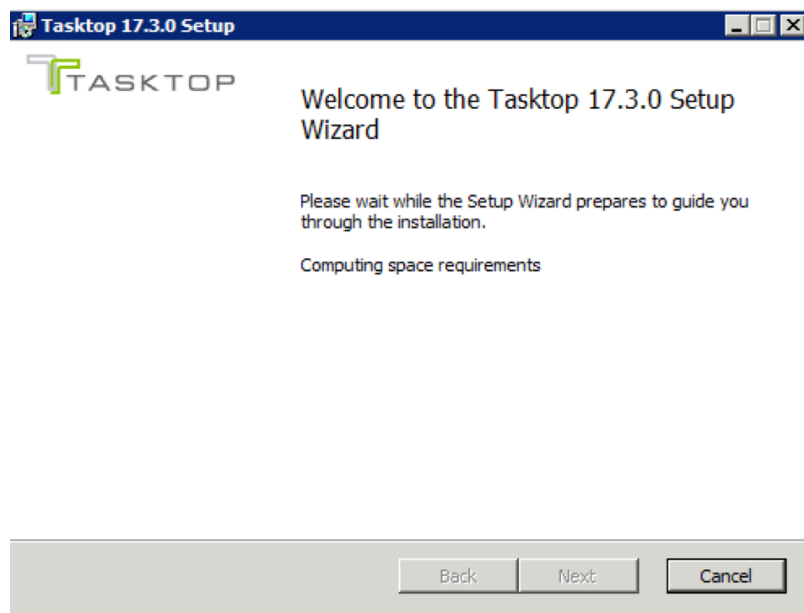 Tasktop 17.3.0 Setup
TASKTOP
Welcome to the Tasktop 17.3.0 Setup
Wizard
Please wait while the Setup Wizard prepares to guide you
through the installation.
Computing space requirements
Back
Next
Cancel